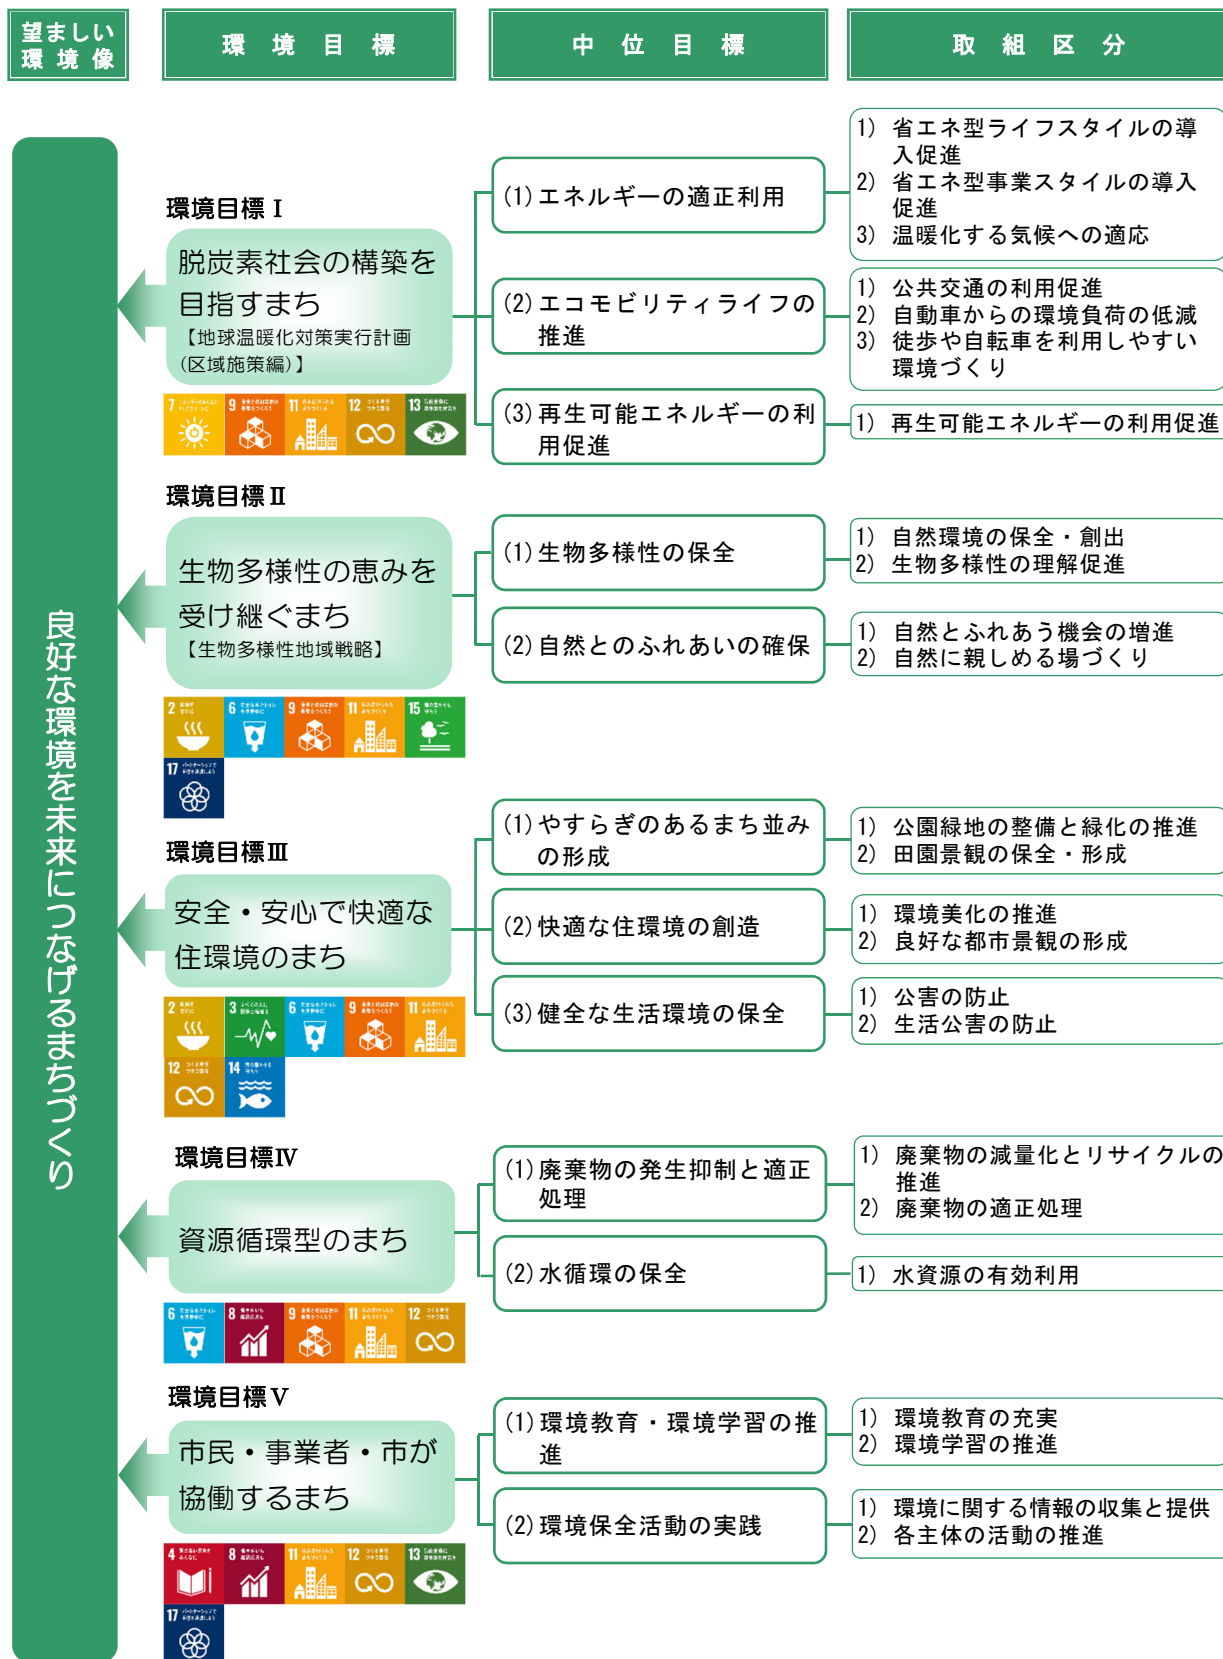 望ましい
環境像
環境目標
中位目標
取組区分
良好な環境を未来につなげるまちづくり
環境目標Ⅰ
脱炭素社会の構築を
目指すまち
【地球温暖化対策実行計画
(区域施策編)】
7
9
11
12
13
(1)エネルギーの適正利用
1) 省エネ型ライフスタイルの導
入促進
2) 省エネ型事業スタイルの導入
促進
3) 温暖化する気候への適応
(2)エコモビリティライフの
推進
1) 公共交通の利用促進
2) 自動車からの環境負荷の低減
3) 徒歩や自転車を利用しやすい
環境づくり
(3)再生可能エネルギーの利
用促進
1) 再生可能エネルギーの利用促進
環境目標Ⅱ
生物多様性の恵みを
受け継ぐまち
【生物多様性地域戦略】
2
6
9
11
15
17
(1)生物多様性の保全
1) 自然環境の保全・創出
2) 生物多様性の理解促進
(2)自然とのふれあいの確保
1) 自然とふれあう機会の増進
2) 自然に親しめる場づくり
環境目標Ⅲ
安全・安心で快適な
住環境のまち
2
3
6
9
11
12
14
(1)やすらぎのあるまち並み
の形成
1) 公園緑地の整備と緑化の推進
2) 田園景観の保全・形成
(2)快適な住環境の創造
1) 環境美化の推進
2) 良好な都市景観の形成
(3)健全な生活環境の保全
1) 公害の防止
2) 生活公害の防止
環境目標Ⅳ
資源循環型のまち
6
8
9
11
12
(1)廃棄物の発生抑制と適正
処理
1) 廃棄物の減量化とリサイクルの
推進
2) 廃棄物の適正処理
(2)水循環の保全
1) 水資源の有効利用
環境目標Ⅴ
市民・事業者・市が
協働するまち
4
8
11
12
13
17
(1)環境教育・環境学習の推
進
1) 環境教育の充実
2) 環境学習の推進
(2)環境保全活動の実践
1) 環境に関する情報の収集と提供
2) 各主体の活動の推進